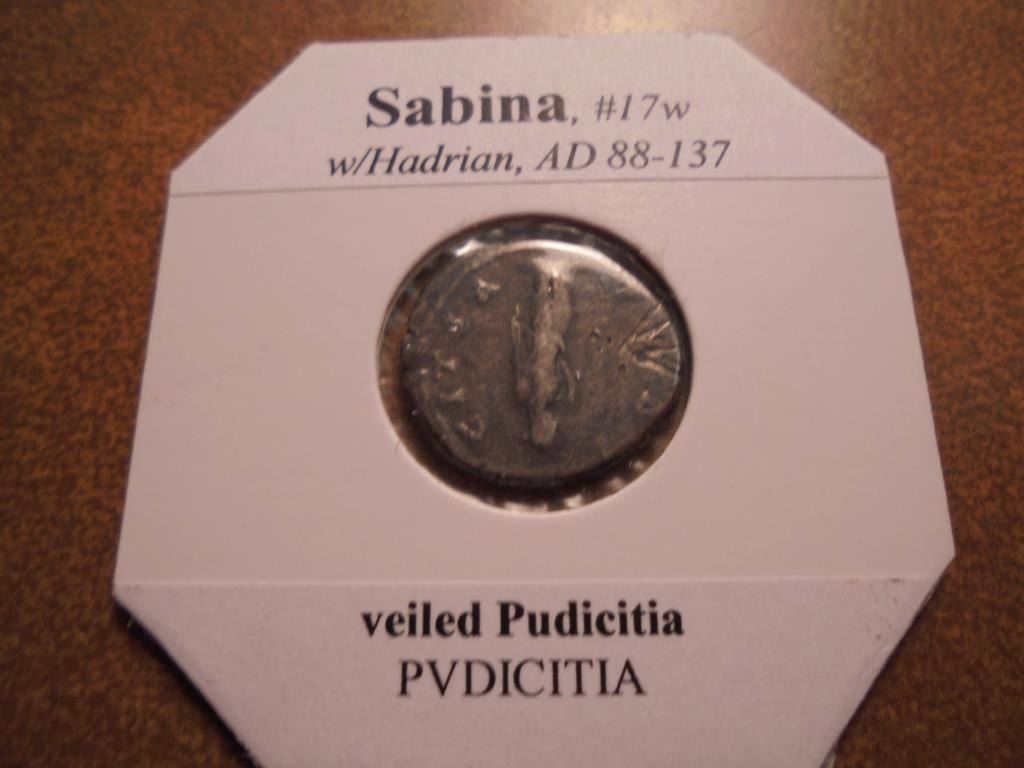 Sabina, #17w
w/Hadrian, AD 88-137
veiled Pudicitia
PVDICITIA